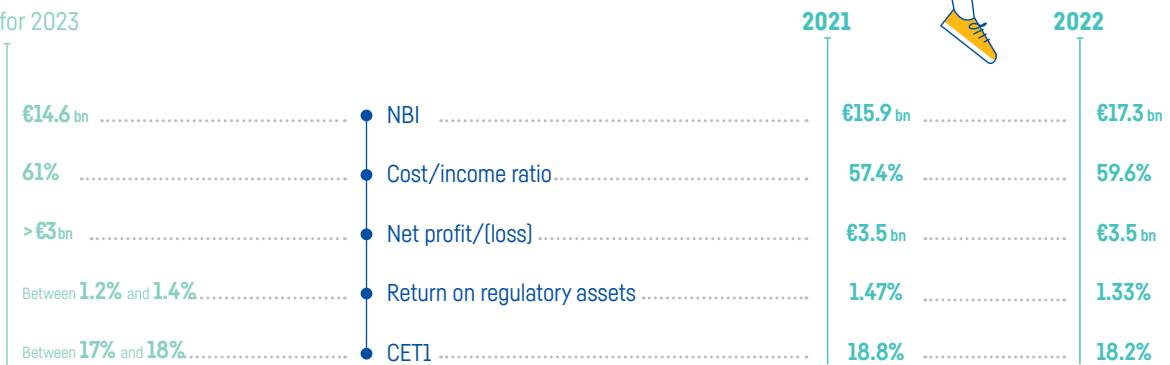 for 2023 2021 2022
€14.6 bn NBI €15.9 bn €17.3 bn
61% Cost/income ratio 57.4% 59.6%
> €3 bn Net profit/(loss) €3.5 bn €3.5 bn
Between 1.2% and 1.4% Return on regulatory assets 1.47% 1.33%
Between 17% and 18% CET1 18.8% 18.2%